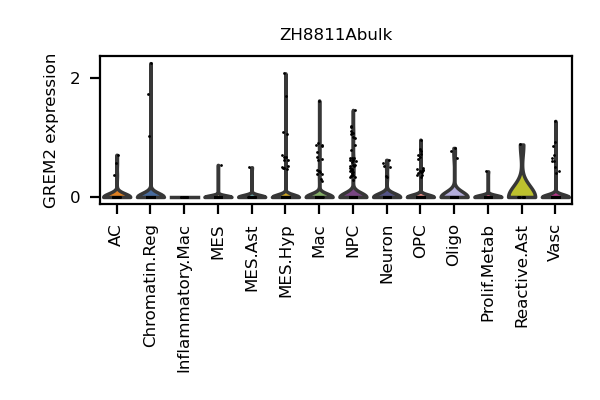 ZH8811Abulk
GREM2 expression
2
0
AC
Chromatin.Reg
Inflammatory.Mac
MES
MES.Ast
MES.Hyp
Mac
NPC
Neuron
OPC
Oligo
Prolif.Metab
Reactive.Ast
Vasc